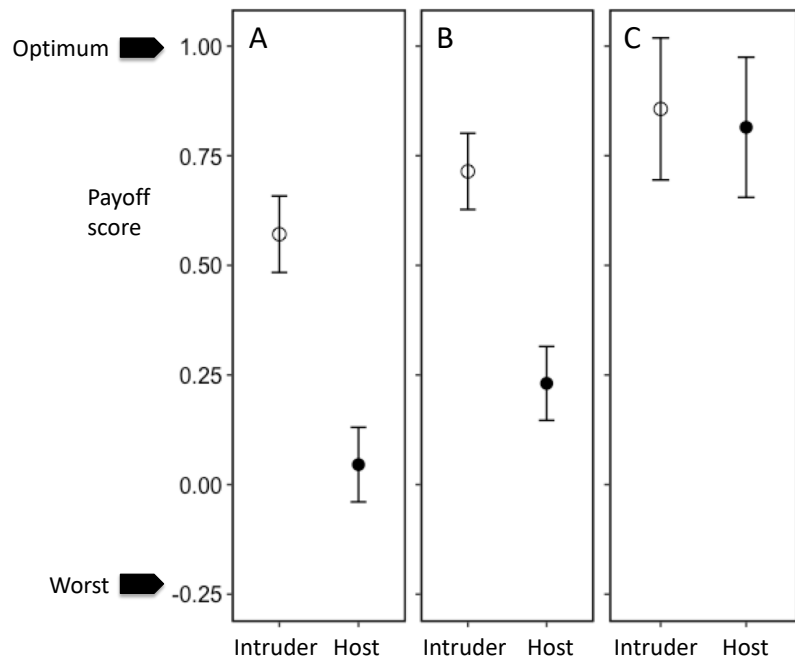 A
B
C
Optimum
1.00
0.75
Payoff
score
0.50
0.25
0.00
Worst
-0.25
Intruder Host Intruder Host Intruder Host